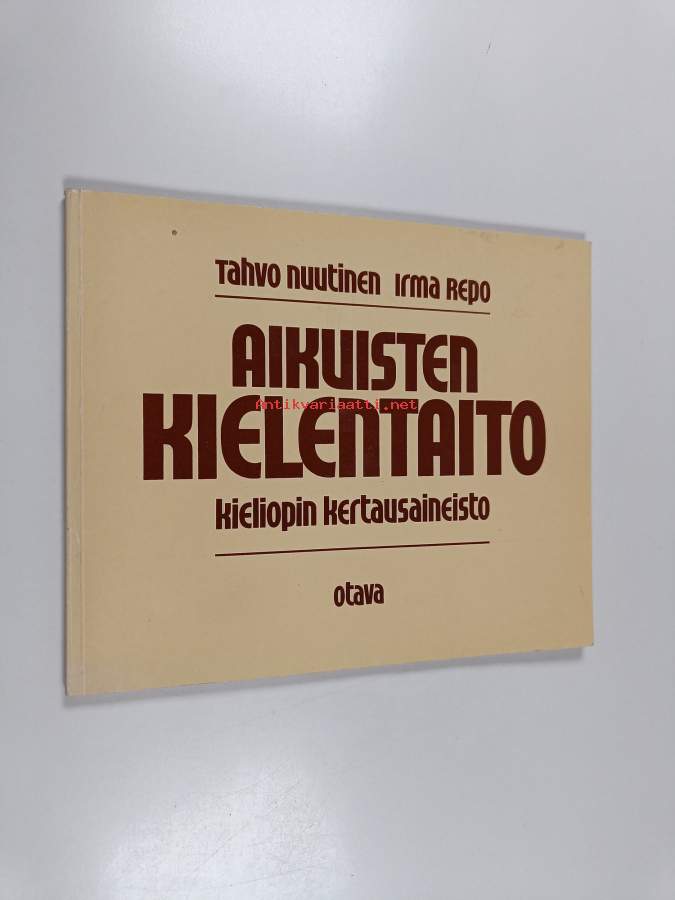 Tahvo Nuutinen Irma Repo
AIKUISTEN
Antikvariaatti.net
KIELENTAITO
kieliopin kertausaineisto
otava